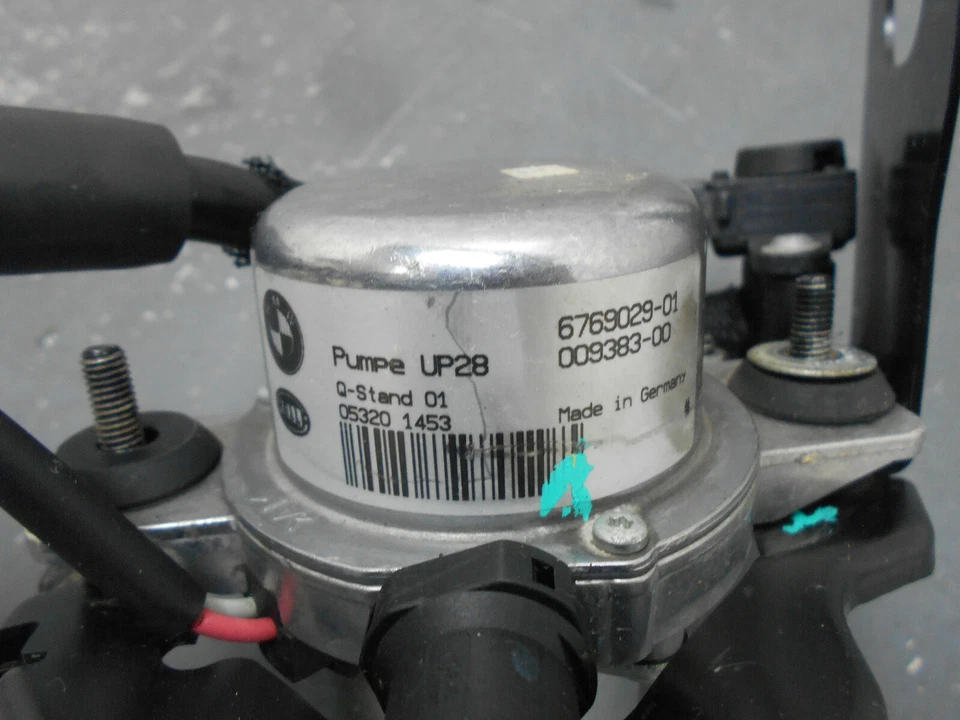 Pumpe UP28
Q-Stand 01
05320 1453
6769029-01
009383-00
Made in Germany